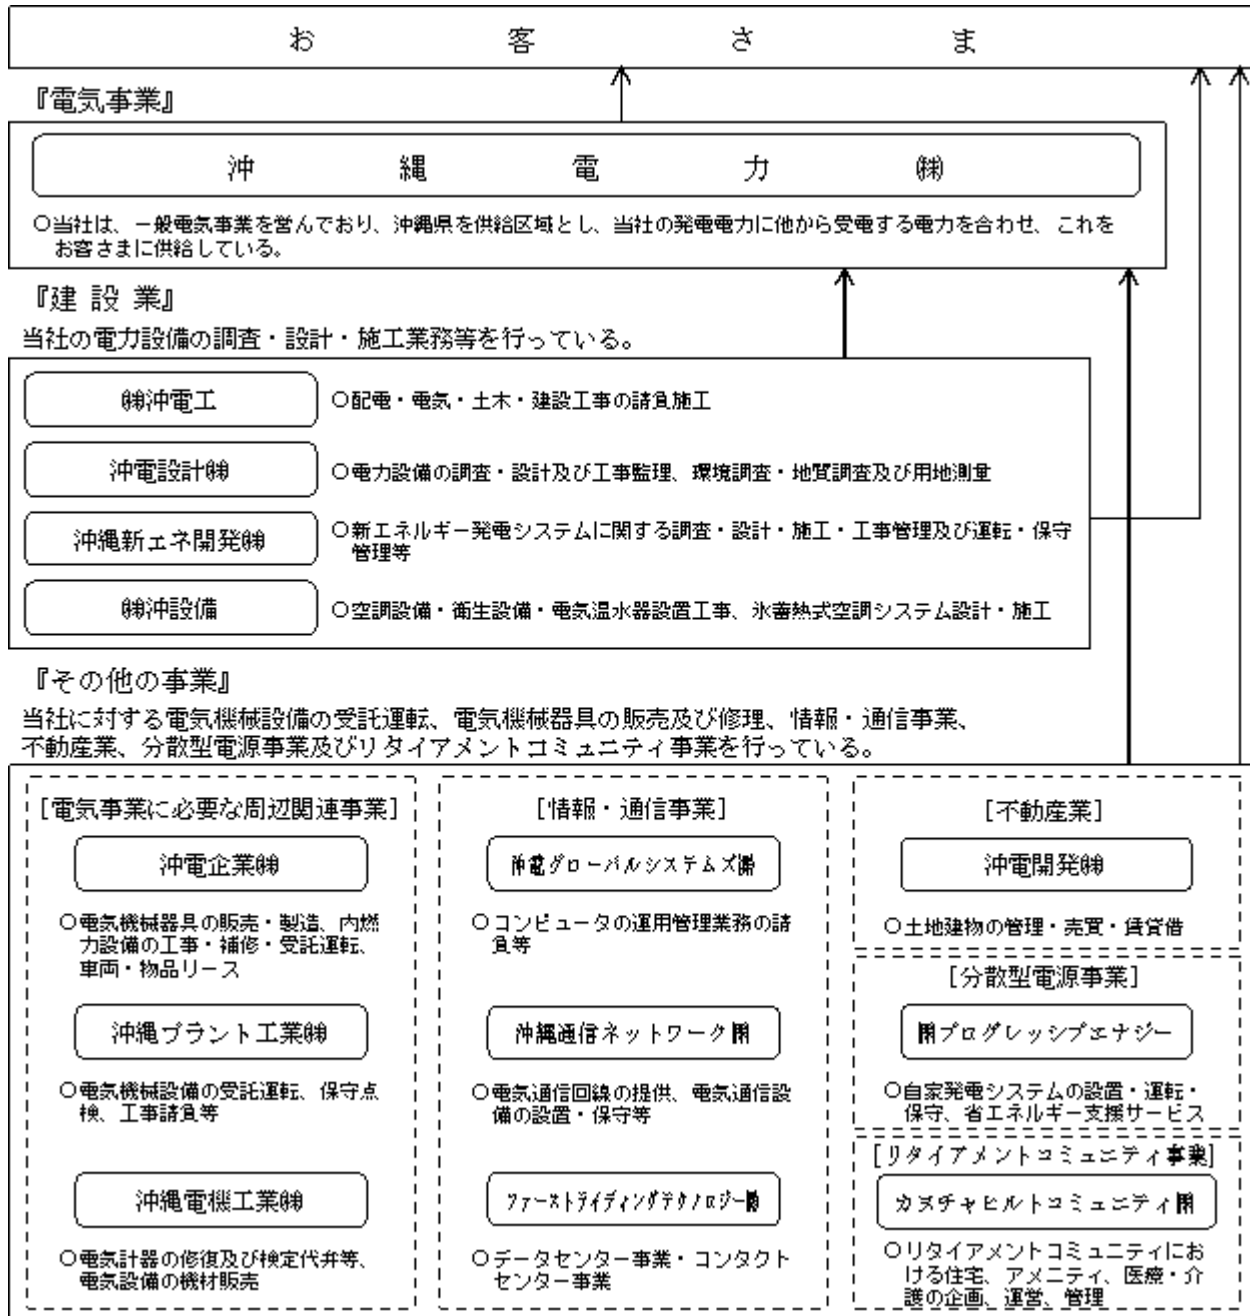 お客さま
『電気事業』
沖縄電力㈱
○当社は、一般電気事業を営んでおり、沖縄県を供給区域とし、当社の発電電力に他から受電する電力を合わせ、これを
お客さまに供給している。
『建設業』
当社の電力設備の調査・設計・施工業務等を行っている。
㈱沖電工
○配電・電気・土木・建設工事の請負施工
沖電設計㈱
○電力設備の調査・設計及び工事監理、環境調査・地質調査及び用地測量
沖縄新エネ開発㈱
○新エネルギー発電システムに関する調査・設計・施工・工事管理及び運転・保守
管理等
㈱沖設備
○空調設備・衛生設備・電気温水器設置工事、氷蓄熱式空調システム設計・施工
『その他の事業』
当社に対する電気機械設備の受託運転、電気機械器具の販売及び修理、情報・通信事業、
不動産業、分散型電源事業及びリタイアメントコミュニティ事業を行っている。
[電気事業に必要な周辺関連事業]
沖電企業㈱
○電気機械器具の販売・製造、内燃
力設備の工事・補修・受託運転、
車両・物品リース
沖縄プラント工業㈱
○電気機械設備の受託運転、保守点
検、工事請負等
沖縄電機工業㈱
○電気計器の修復及び検定代弁等、
電気設備の機材販売
[情報・通信事業]
沖電グローバルシステムズ㈱
○コンピュータの運用管理業務の請
負等
沖縄通信ネットワーク㈱
○電気通信回線の提供、電気通信設
備の設置・保守等
ファーストライディングテクノロジー㈱
○データセンター事業・コンタクト
センター事業
[不動産業]
沖電開発㈱
○土地建物の管理・売買・賃貸借
[分散型電源事業]
㈱プログレッシブエナジー
○自家発電システムの設置・運転・
保守、省エネルギー支援サービス
[リタイアメントコミュニティ事業]
カヌチャヒルトコミュニティ㈱
○リタイアメントコミュニティにお
ける住宅、アメニティ、医療・介
護の企画、運営、管理